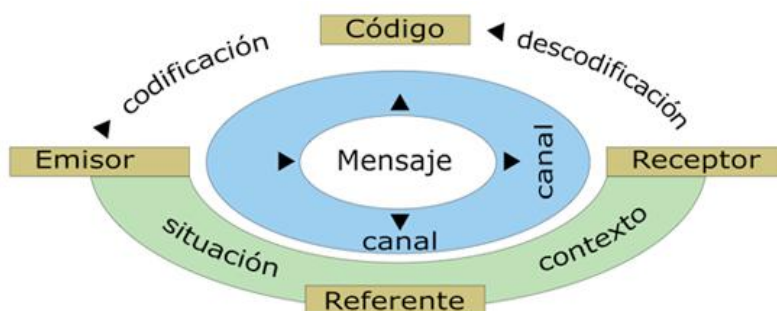 Código
codificación
descodificación
Emisor
Mensaje
canal
Receptor
canal
situación
contexto
Referente